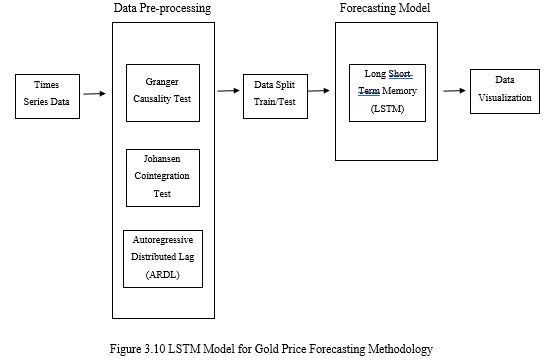 Data Pre-processing
Forecasting Model
Times
Series Data
Granger
Causality Test
Johansen
Cointegration
Test
Autoregressive
Distributed Lag
(ARDL)
Data Split
Train/Test
Long Short-
Term Memory
(LSTM)
Data
Visualization
Figure 3.10 LSTM Model for Gold Price Forecasting Methodology